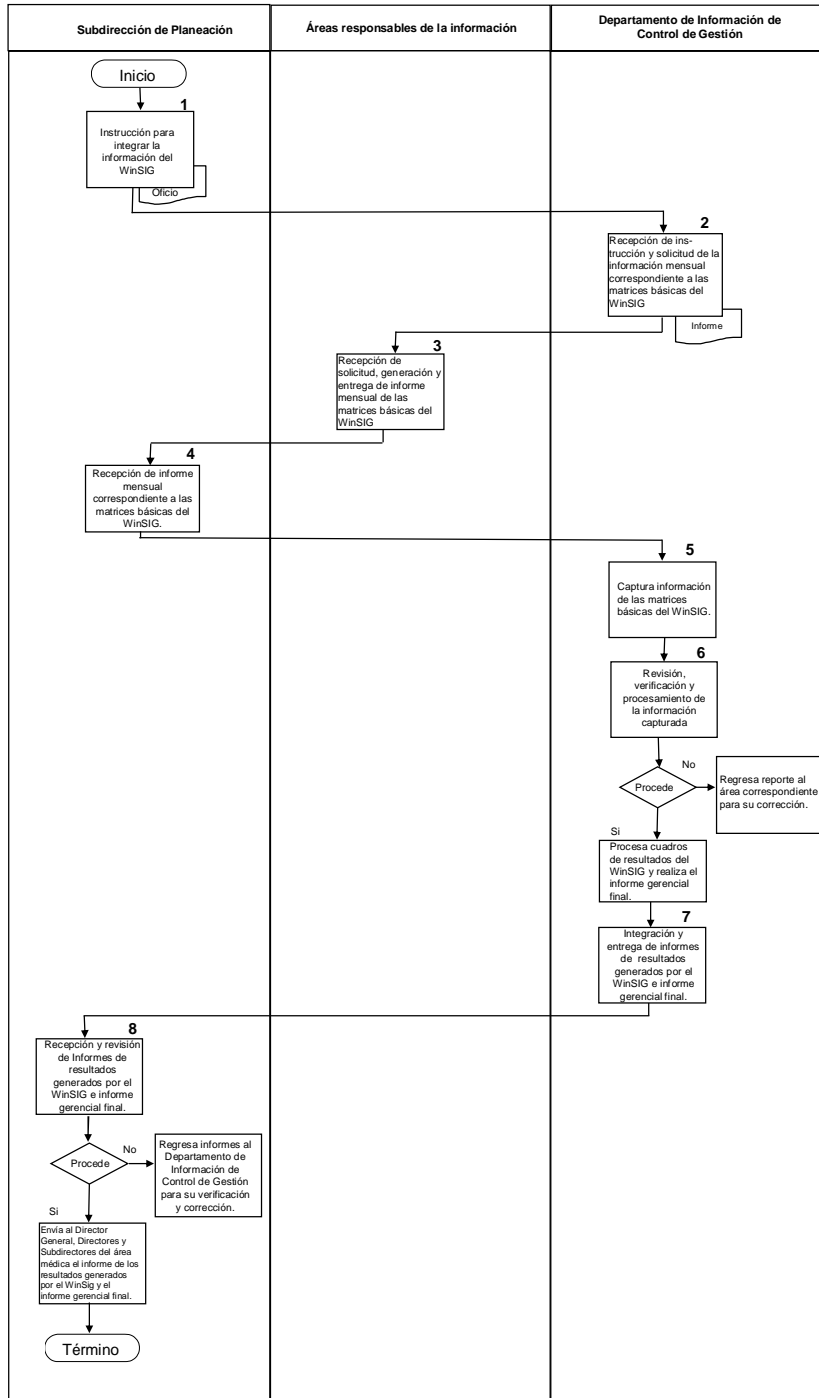 Subdirección de Planeación
Áreas responsables de la información
Departamento de Información de
Control de Gestión
Inicio
1
Instrucción para
integrar la
información del
WinSIG
Oficio
2
Recepción de ins-
trucción y solicitud de la
información mensual
correspondiente a las
matrices básicas del
WinSIG
Informe
3
Recepción de
solicitud, generación y
entrega de informe
mensual de las
matrices básicas del
WinSIG
4
Recepción de informe
mensual
correspondiente a las
matrices básicas del
WinSIG.
5
Captura información
de las matrices
básicas del WinSIG.
6
Revisión,
verificación y
procesamiento de
la información
capturada
Procede
No
Regresa reporte al
área correspondiente
para su corrección.
Si
Procesa cuadros
de resultados del
WinSIG y realiza el
informe gerencial
final.
7
Integración y
entrega de informes
de resultados
generados por el
WinSIG e informe
gerencial final.
8
Recepción y revisión
de Informes de
resultados
generados por el
WinSIG e informe
gerencial final.
Procede
No
Regresa informes al
Departamento de
Información de
Control de Gestión
para su verificación
y corrección.
Si
Envía al Director
General, Directores y
Subdirectores del área
médica el informe de los
resultados generados
por el WinSig y el
informe gerencial final.
Término